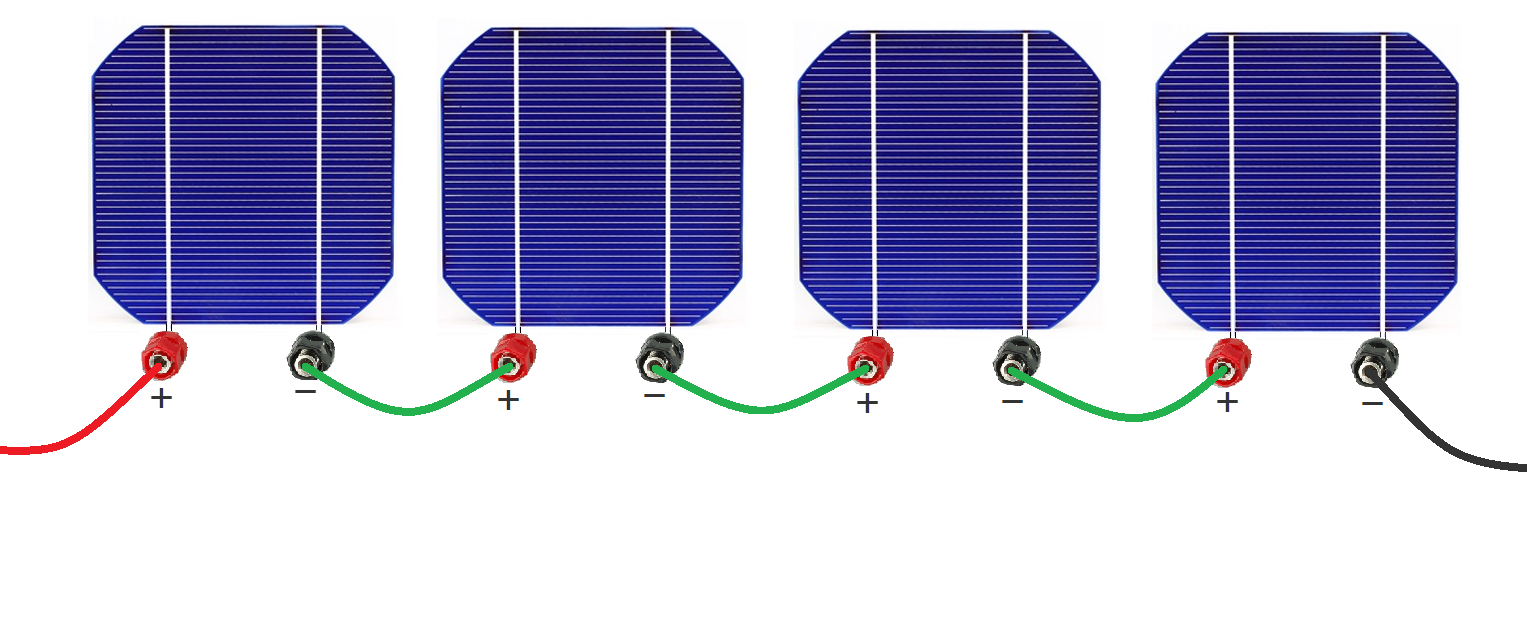 + − + − + − + −